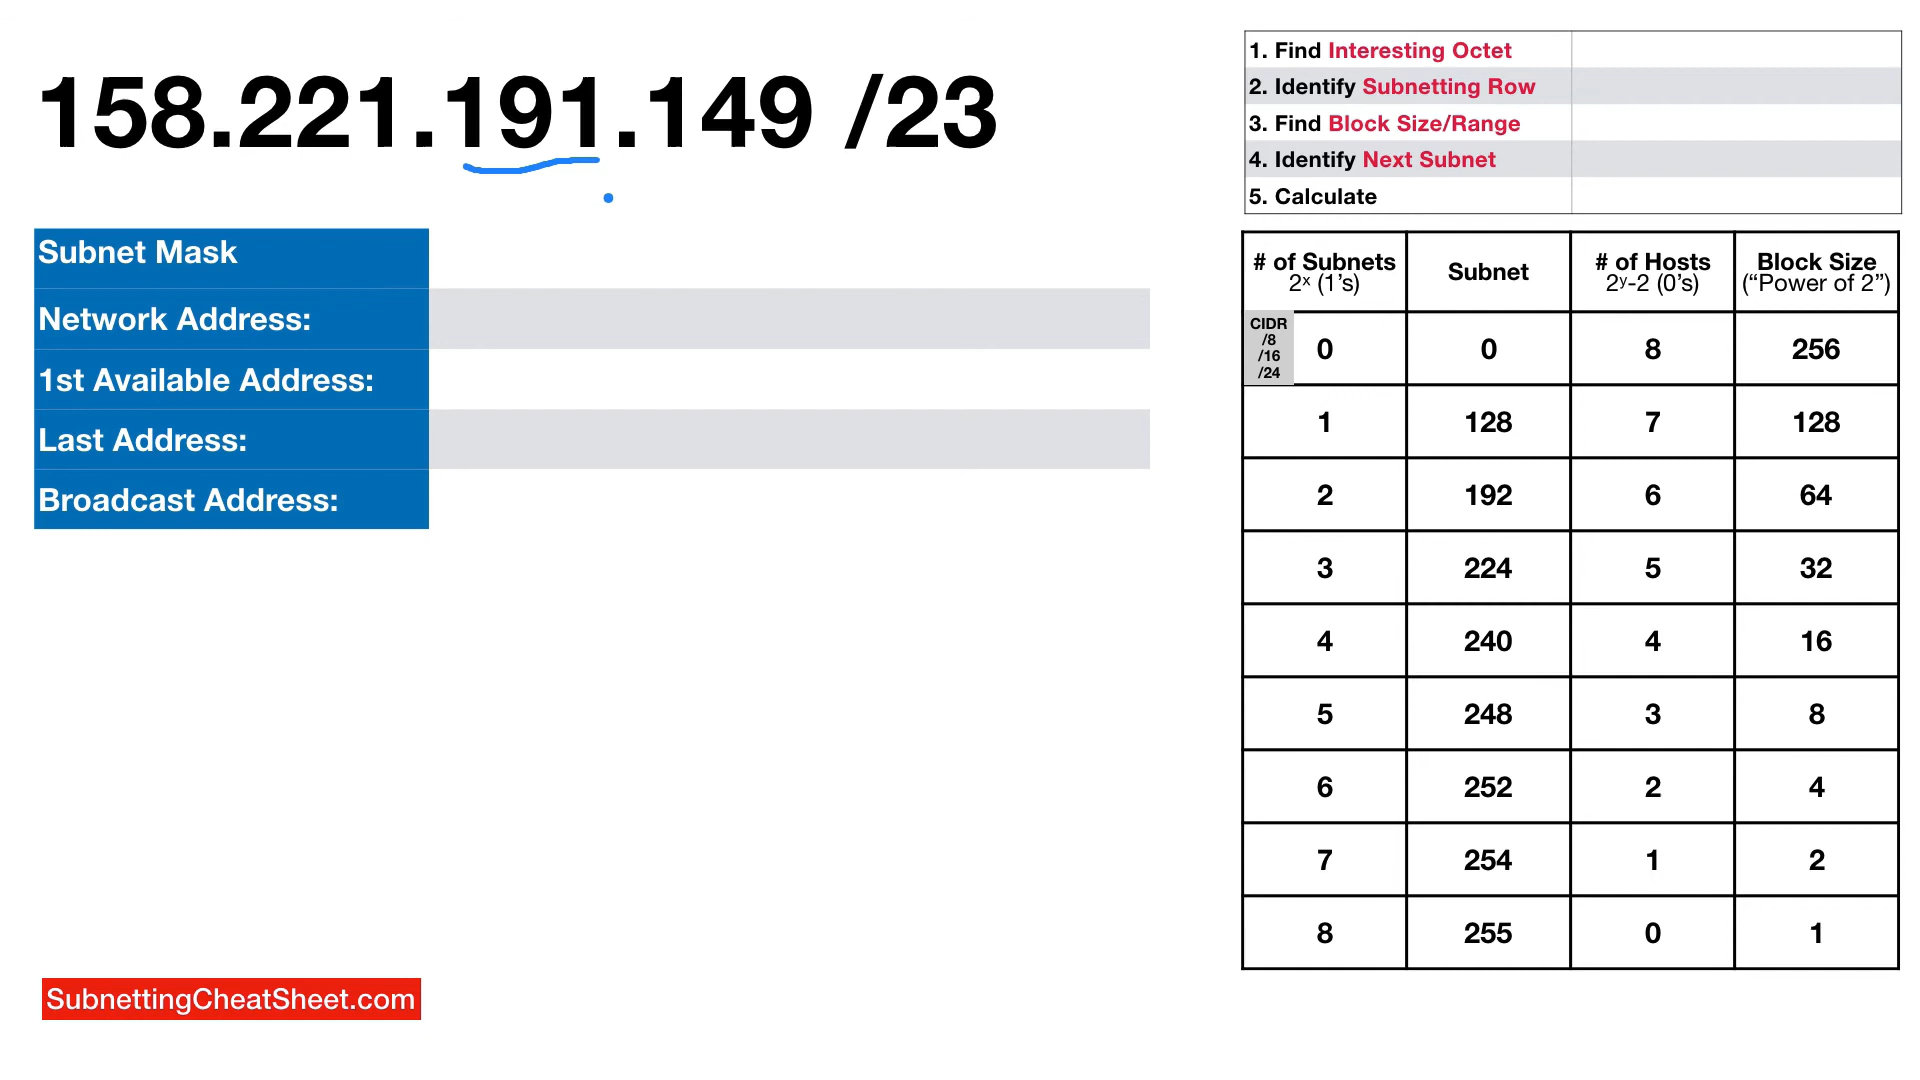 158.221.191.149 /23
Subnet Mask
Network Address:
1st Available Address:
Last Address:
Broadcast Address:
SubnettingCheatSheet.com
1. Find Interesting Octet
2. Identify Subnetting Row
3. Find Block Size/Range
4. Identify Next Subnet
5. Calculate
# of Subnets Subnet # of Hosts Block Size
2ˣ (1’s) 2ʸ-2 (0’s) (“Power of 2”)
CIDR
/8
/16
/24
0 0 8 256
1 128 7 128
2 192 6 64
3 224 5 32
4 240 4 16
5 248 3 8
6 252 2 4
7 254 1 2
8 255 0 1